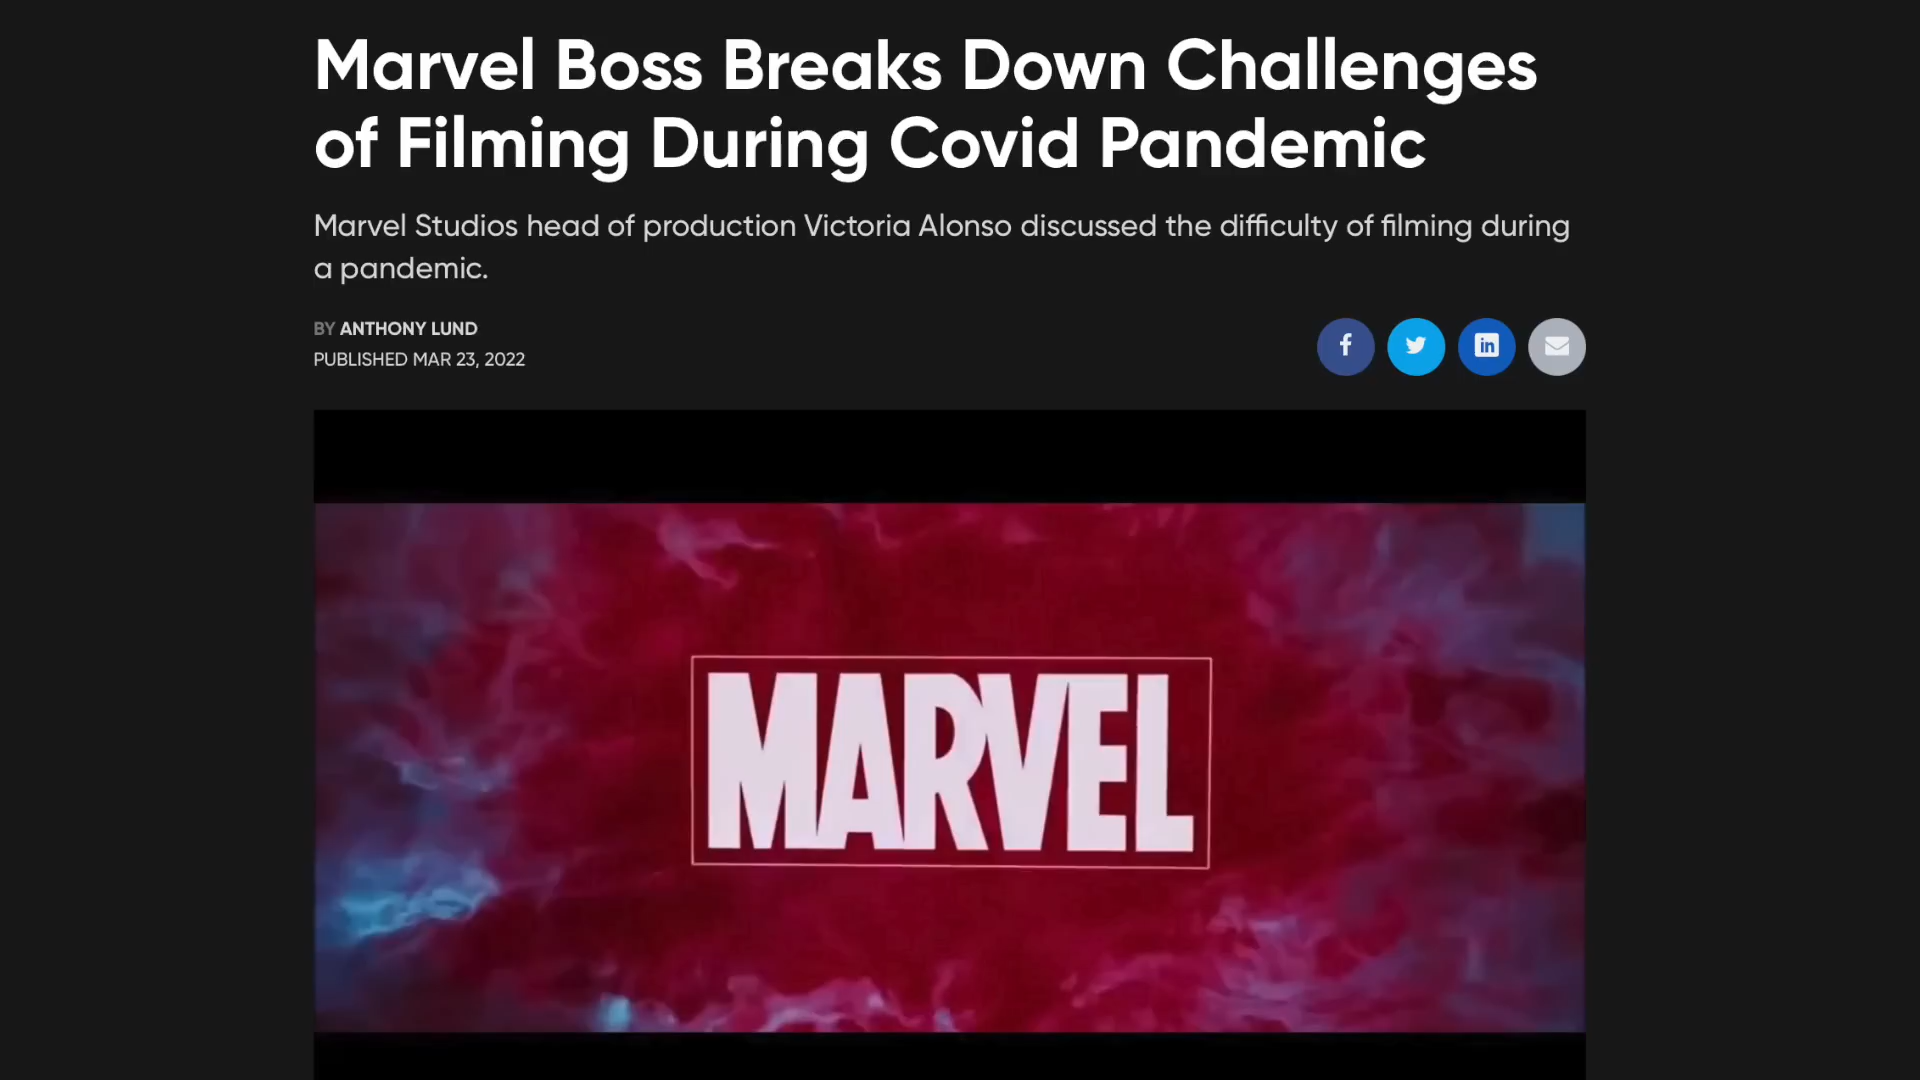 Marvel Boss Breaks Down Challenges
of Filming During Covid Pandemic
Marvel Studios head of production Victoria Alonso discussed the difficulty of filming during
a pandemic.
BY ANTHONY LUND
PUBLISHED MAR 23, 2022
f
in
MARVEL